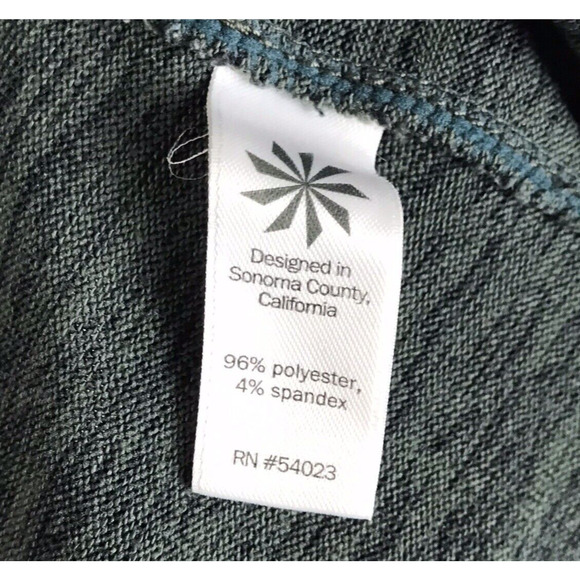 Designed in
Sonoma County,
California
96% polyester,
4% spandex
RN #54023